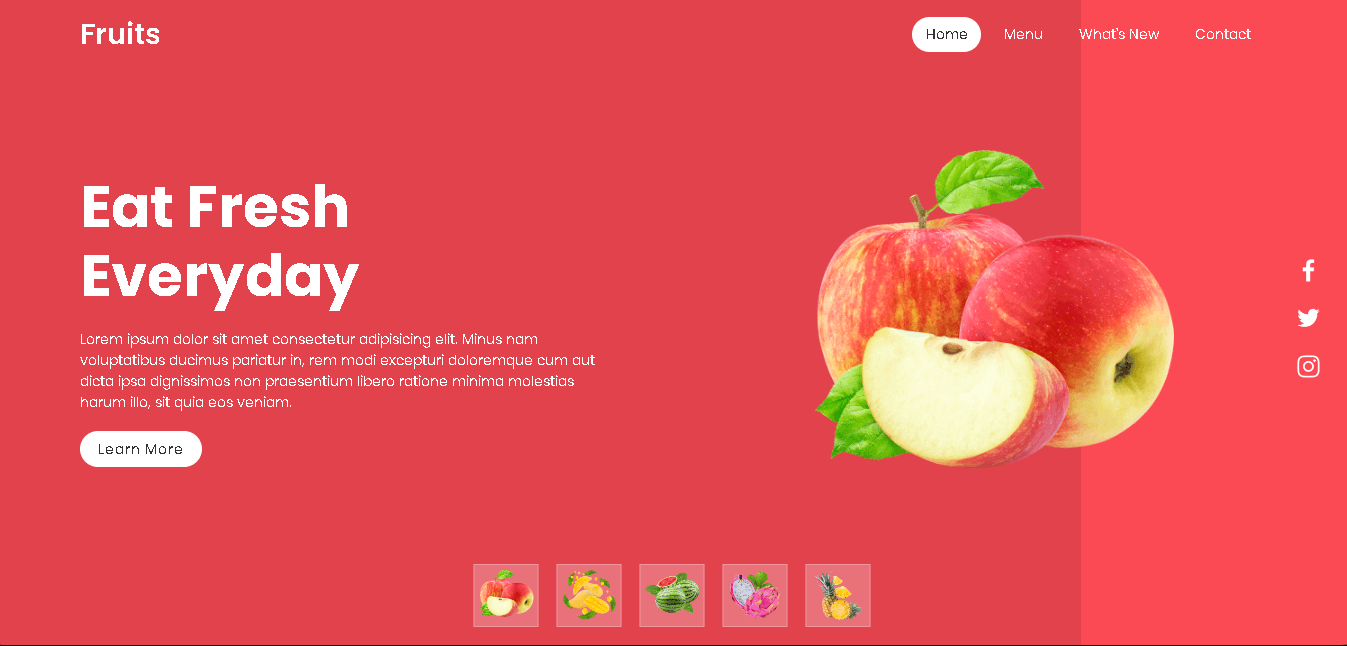 Fruits
Home
Menu
What's New
Contact
Eat Fresh
Everyday
Lorem ipsum dolor sit amet consectetur adipisicing elit. Minus nam
voluptatibus ducimus pariatur in, rem modi excepturi doloremque cum aut
dicta ipsa dignissimos non praesentium libero ratione minima molestias
harum illo, sit quia eos veniam.
Learn More